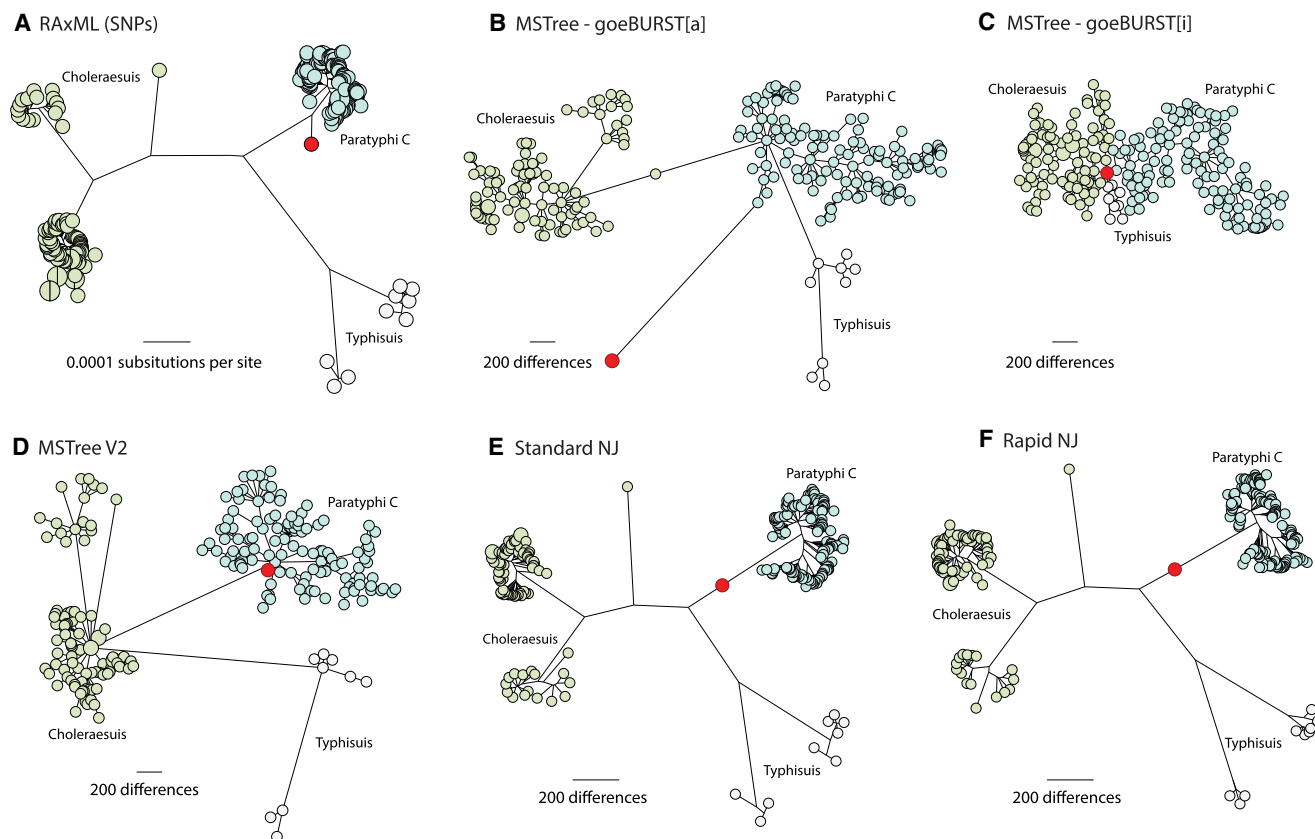 A RAxML (SNPs)
Choleraesuis
Paratyphi C
Typhisuis
0.0001 subsitutions per site
B MSTree - goeBURST[a]
Choleraesuis
Paratyphi C
Typhisuis
200 differences
C MSTree - goeBURST[i]
Choleraesuis
Paratyphi C
Typhisuis
200 differences
D MSTree V2
Paratyphi C
Choleraesuis
Typhisuis
200 differences
E Standard NJ
Paratyphi C
Choleraesuis
Typhisuis
200 differences
F Rapid NJ
Paratyphi C
Choleraesuis
Typhisuis
200 differences